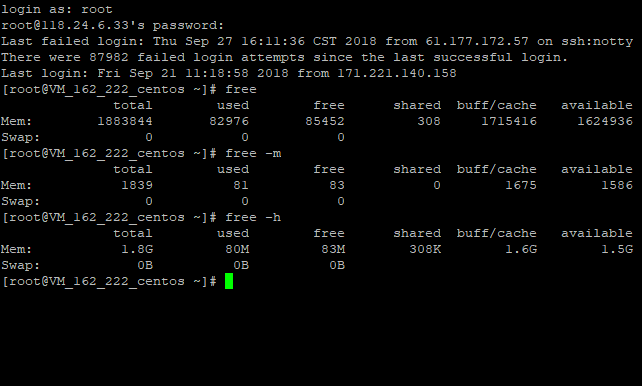 login as: root
root@118.24.6.33's password:
Last failed login: Thu Sep 27 16:11:36 CST 2018 from 61.177.172.57 on ssh:notty
There were 87982 failed login attempts since the last successful login.
Last login: Fri Sep 21 11:18:58 2018 from 171.221.140.158
[root@VM_162_222_centos ~]# free
              total        used        free      shared  buff/cache   available
Mem:        1883844       82976       85452         308     1715416     1624936
Swap:             0           0           0
[root@VM_162_222_centos ~]# free -m
              total        used        free      shared  buff/cache   available
Mem:           1839          81          83           0        1675        1586
Swap:             0           0           0
[root@VM_162_222_centos ~]# free -h
              total        used        free      shared  buff/cache   available
Mem:           1.8G         80M         83M        308K        1.6G        1.5G
Swap:            0B          0B          0B
[root@VM_162_222_centos ~]#